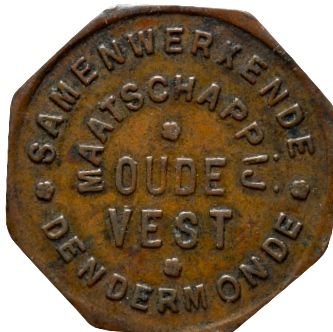 SAMENWERKENDE
MAATSCHAPPIJ.
OUDE
VEST
DENDERMONDE